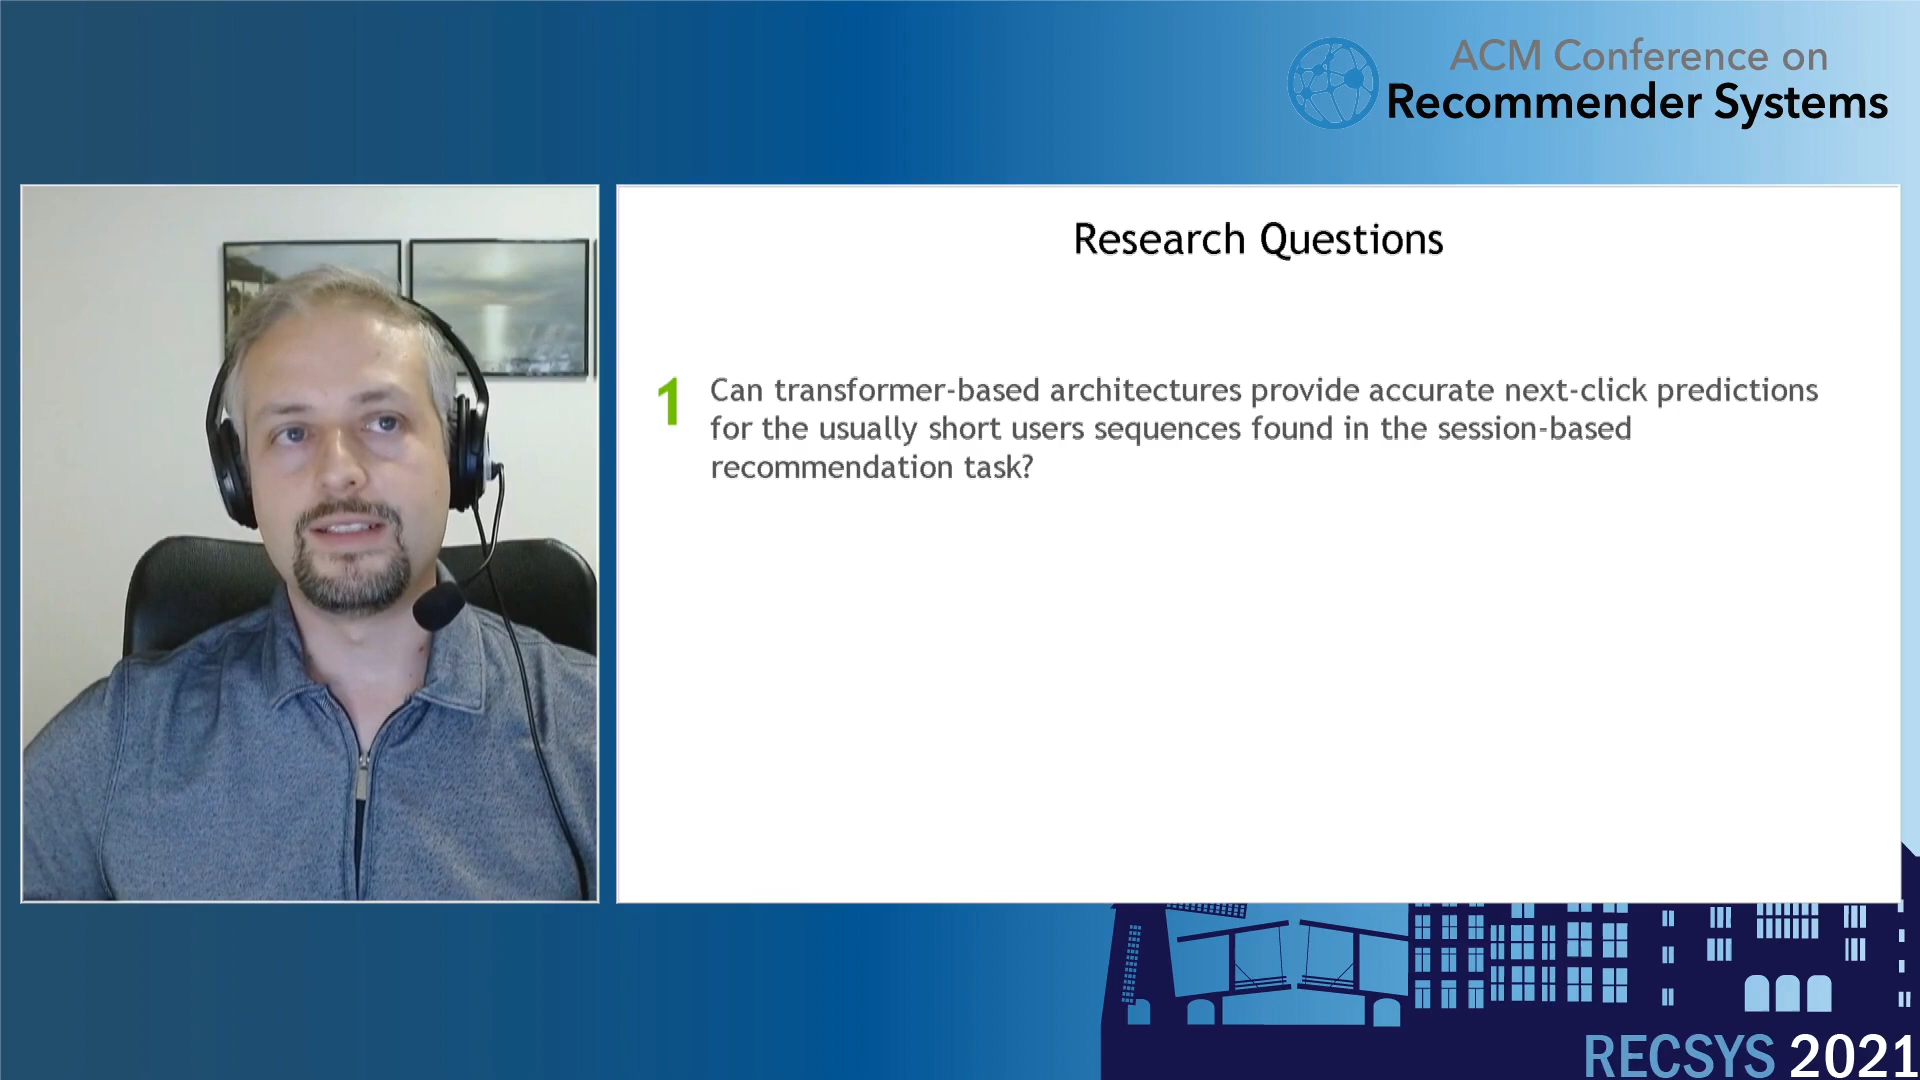 ACM Conference on
Recommender Systems
Research Questions
1 Can transformer-based architectures provide accurate next-click predictions
for the usually short users sequences found in the session-based
recommendation task?
RECSYS 2021